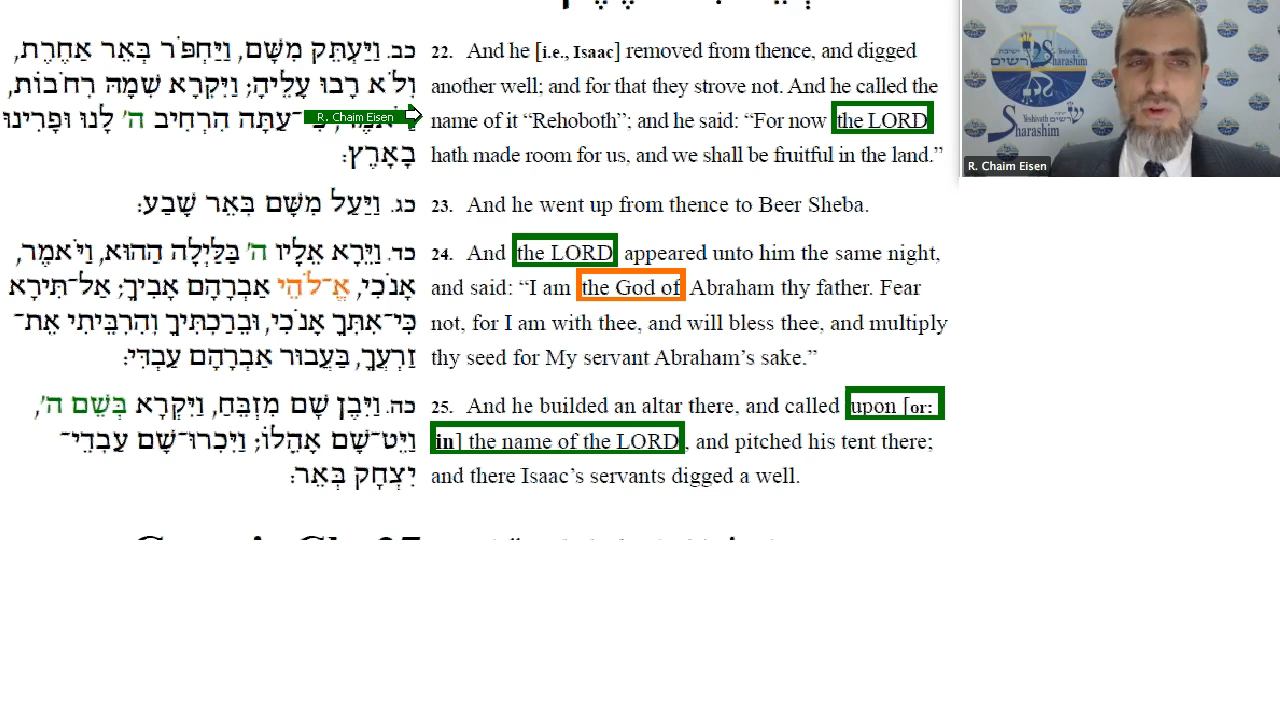 כב. וַיַּעְתֵּק מִשָּׁם, וַיַּחְפֹּר בְּאֵר אַחֶרֶת,
וְלֹא רָבוּ עָלֶיהָ; וַיִּקְרָא שְׁמָהּ רְחֹבוֹת,
עַתָּה הִרְחִיב ה' לָנוּ וּפָרִינוּ
בָאָרֶץ:
22. And he [i.e., Isaac] removed from thence, and digged
another well; and for that they strove not. And he called the
name of it “Rehoboth”; and he said: “For now the LORD
hath made room for us, and we shall be fruitful in the land.”
כג. וַיַּעַל מִשָּׁם בְּאֵר שָׁבַע:
23. And he went up from thence to Beer Sheba.
כד. וַיֵּרָא אֵלָיו ה' בַּלַּיְלָה הַהוּא, וַיֹּאמֶר,
אָנֹכִי, אֱ־לֹהֵי אַבְרָהָם אָבִיךָ; אַל־תִּירָא
כִּי־אִתְּךָ אָנֹכִי, וּבֵרַכְתִּיךָ וְהִרְבֵּיתִי אֶת־
זַרְעֲךָ, בַּעֲבוּר אַבְרָהָם עַבְדִּי:
24. And the LORD appeared unto him the same night,
and said: “I am the God of Abraham thy father. Fear
not, for I am with thee, and will bless thee, and multiply
thy seed for My servant Abraham’s sake.”
כה. וַיִּבֶן שָׁם מִזְבֵּחַ, וַיִּקְרָא בְּשֵׁם ה',
וַיֶּט־שָׁם אָהֳלוֹ; וַיִּכְרוּ־שָׁם עַבְדֵי־
יִצְחָק בְּאֵר:
25. And he builded an altar there, and called upon [or:
in] the name of the LORD, and pitched his tent there;
and there Isaac’s servants digged a well.
R. Chaim Eisen
Yeshivath Sharashim
R. Chaim Eisen